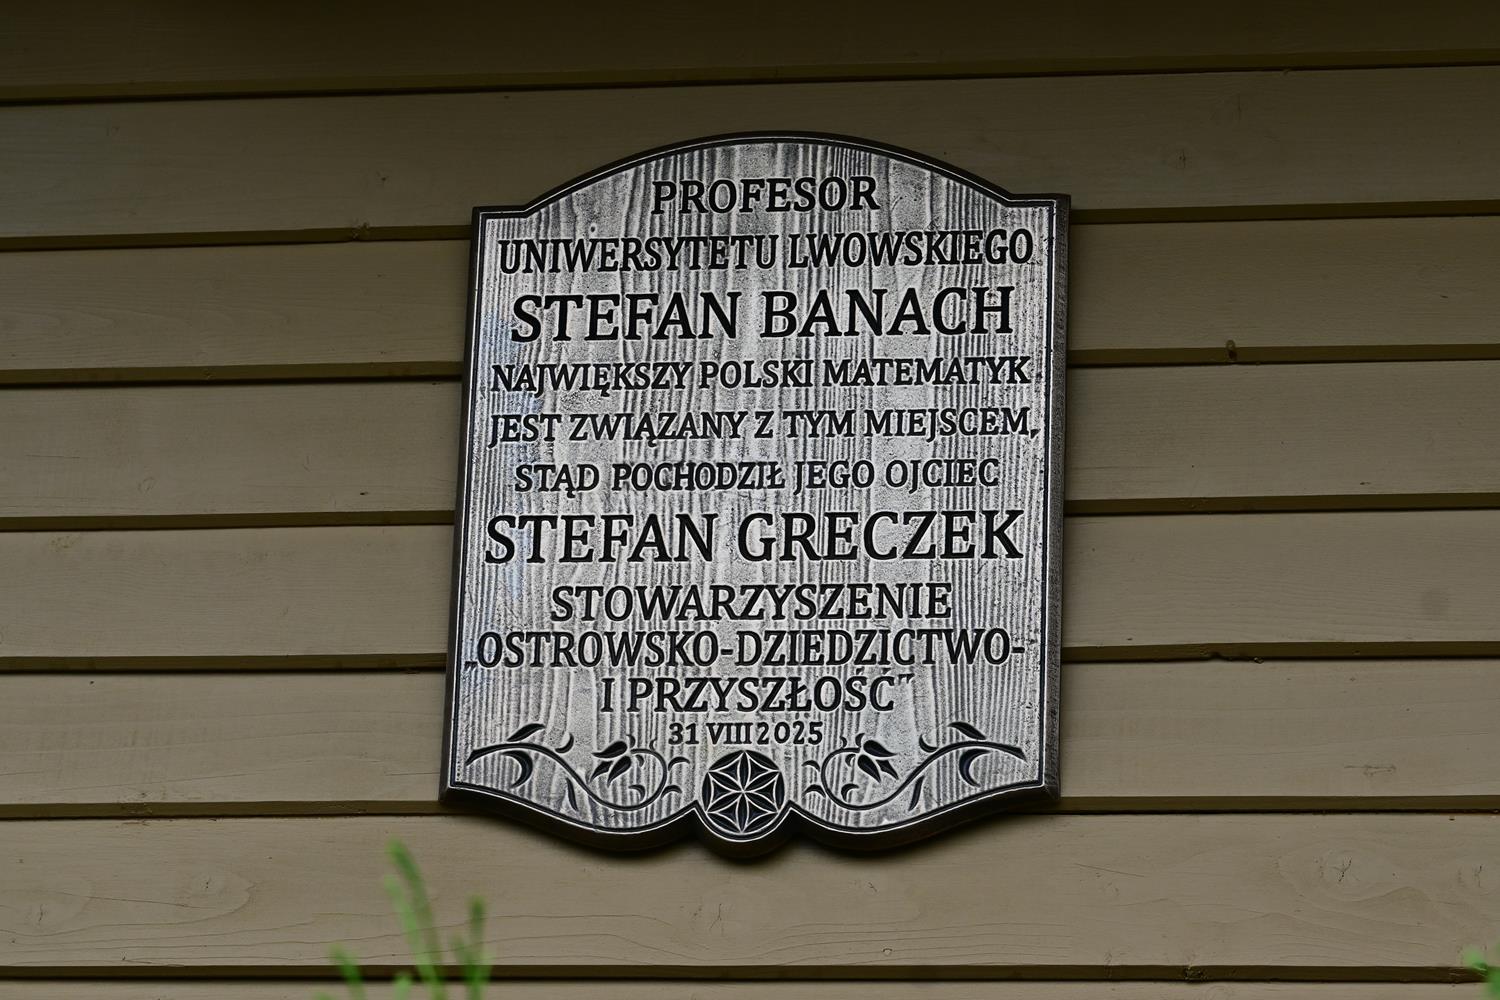 PROFESOR
UNIWERSYTETU LWOWSKIEGO
STEFAN BANACH
NAJWIĘKSZY POLSKI MATEMATYK
JEST ZWIĄZANY Z TYM MIEJSCEM,
STĄD POCHODZIŁ JEGO OJCIEC
STEFAN GRECZEK
STOWARZYSZENIE
„OSTROWSKO-DZIEDZICTWO-
I PRZYSZŁOŚĆ"
31 VIII 2025